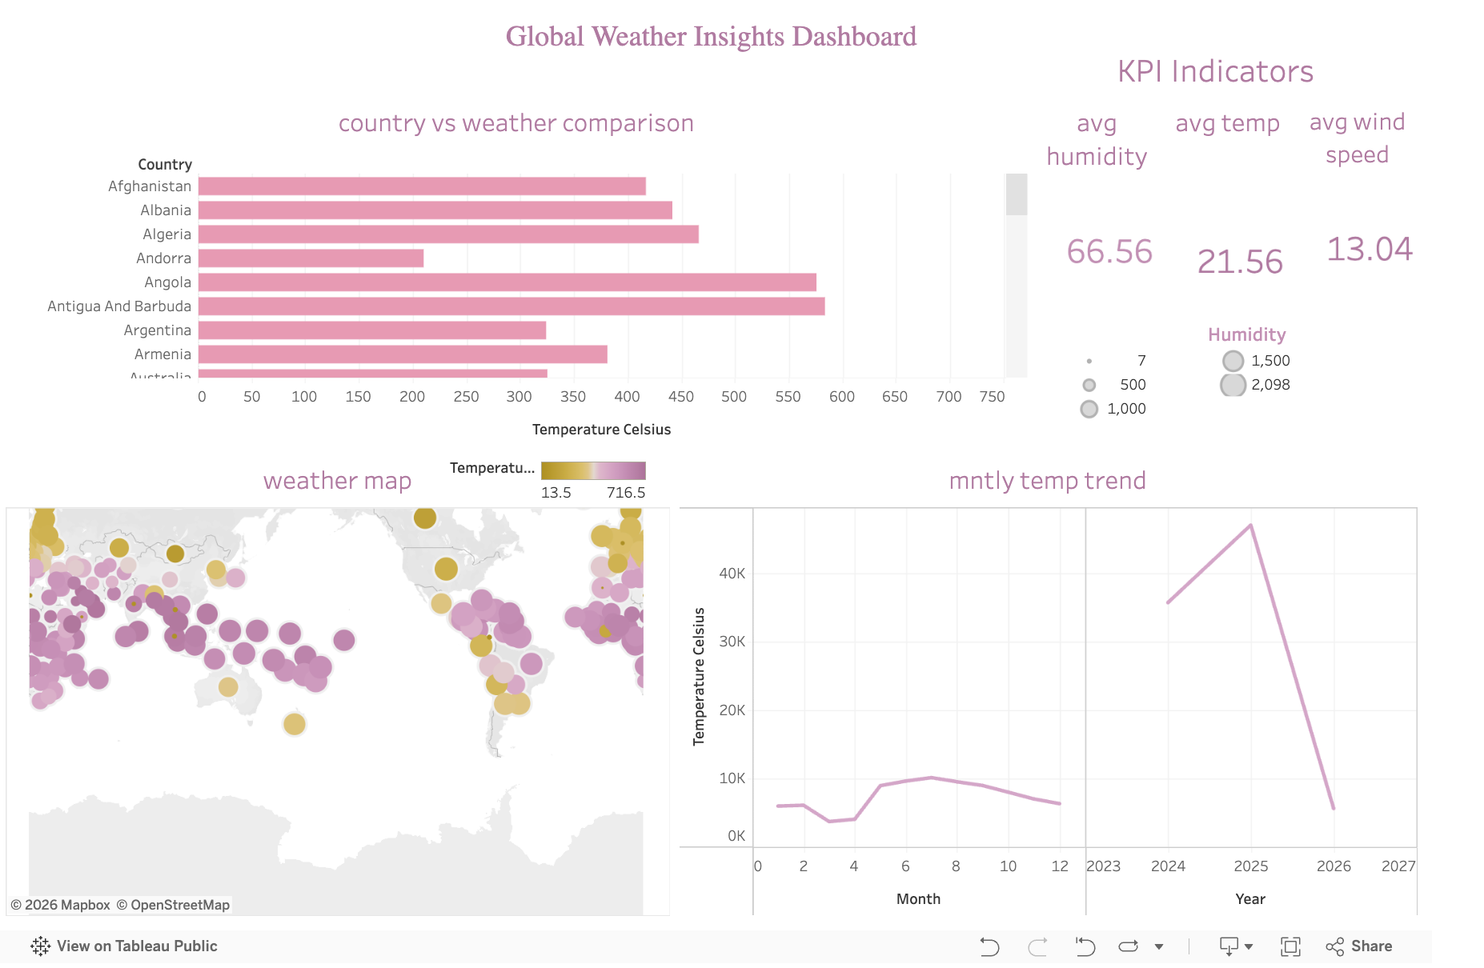 Global Weather Insights Dashboard
KPI Indicators
country vs weather comparison
avg humidity
avg temp
avg wind speed
Country
Afghanistan
Albania
Algeria
Andorra
Angola
Antigua And Barbuda
Argentina
Armenia
Australia
0 50 100 150 200 250 300 350 400 450 500 550 600 650 700 750
Temperature Celsius
66.56
21.56
13.04
Humidity
7
500
1,000
1,500
2,098
weather map
Temperatu...
13.5 716.5
© 2026 Mapbox © OpenStreetMap
mntly temp trend
Temperature Celsius
40K
30K
20K
10K
0K
0 2 4 6 8 10 12
Month
2023 2024 2025 2026 2027
Year
View on Tableau Public
Share